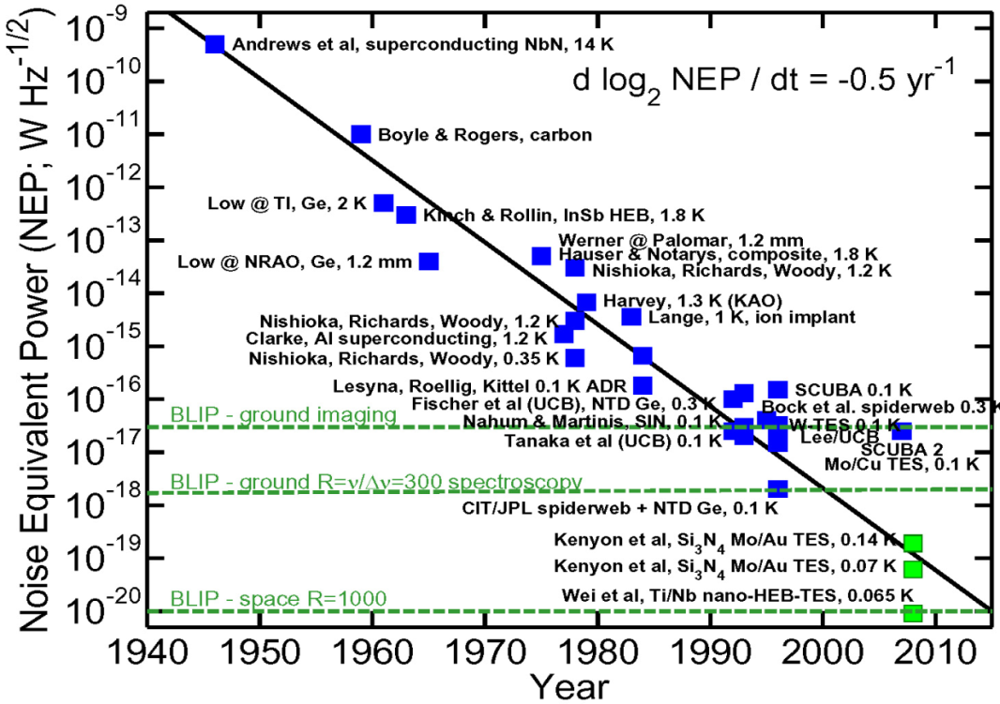 10⁻⁹
Andrews et al, superconducting NbN, 14 K
10⁻¹⁰
d log₂ NEP / dt = -0.5 yr⁻¹
10⁻¹¹
Boyle & Rogers, carbon
10⁻¹²
Low @ TI, Ge, 2 K
Kinch & Rollin, InSb HEB, 1.8 K
10⁻¹³
Werner @ Palomar, 1.2 mm
Low @ NRAO, Ge, 1.2 mm
Hauser & Notarys, composite, 1.8 K
Nishioka, Richards, Woody, 1.2 K
10⁻¹⁴
Harvey, 1.3 K (KAO)
Nishioka, Richards, Woody, 1.2 K
Lange, 1 K, ion implant
Clarke, Al superconducting, 1.2 K
10⁻¹⁵
Nishioka, Richards, Woody, 0.35 K
Lesyna, Roellig, Kittel 0.1 K ADR
SCUBA 0.1 K
10⁻¹⁶
Fischer et al (UCB), NTD Ge, 0.3 K
Bock et al. spiderweb 0.3 K
BLIP - ground imaging
Nahum & Martinis, SIN, 0.1 K
W-TES 0.1 K
Tanaka et al (UCB) 0.1 K
Lee/UCB
10⁻¹⁷
SCUBA 2
Mo/Cu TES, 0.1 K
BLIP - ground R=ν/Δν=300 spectroscopy
10⁻¹⁸
CIT/JPL spiderweb + NTD Ge, 0.1 K
Kenyon et al, Si₃N₄ Mo/Au TES, 0.14 K
10⁻¹⁹
Kenyon et al, Si₃N₄ Mo/Au TES, 0.07 K
BLIP - space R=1000
Wei et al, Ti/Nb nano-HEB-TES, 0.065 K
10⁻²⁰
Noise Equivalent Power (NEP; W Hz⁻¹/²)
1940 1950 1960 1970 1980 1990 2000 2010
Year